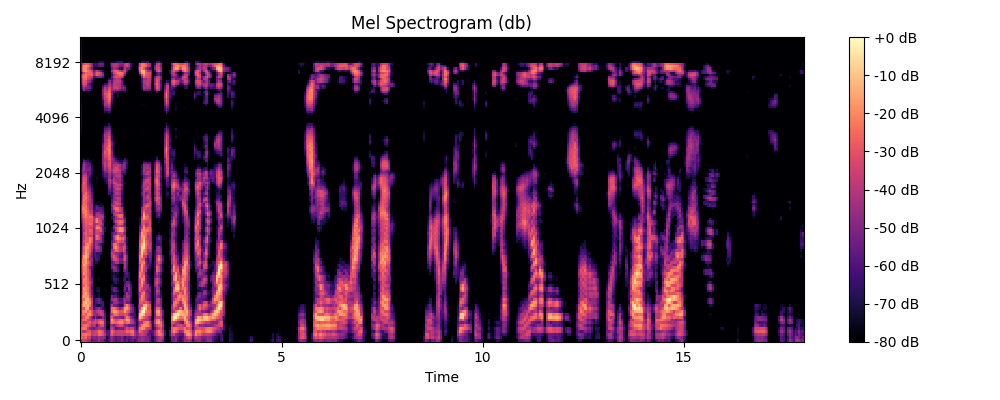 Mel Spectrogram (db)
8192
4096
2048
1024
512
0
Hz
0 5 10 15
Time
+0 dB
-10 dB
-20 dB
-30 dB
-40 dB
-50 dB
-60 dB
-70 dB
-80 dB